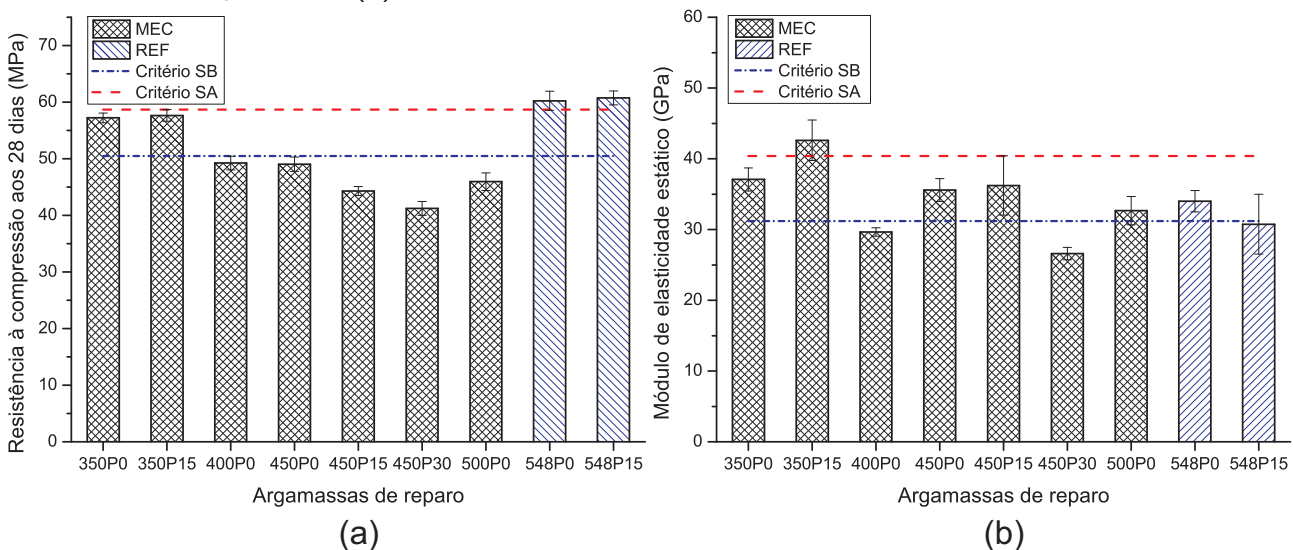 MEC
REF
Critério SB
Critério SA
70
60
50
40
30
20
10
0
Resistência à compressão aos 28 dias (MPa)
350P0 350P15 400P0 450P0 450P15 450P30 500P0 548P0 548P15
Argamassas de reparo
(a)
MEC
REF
Critério SB
Critério SA
60
50
40
30
20
10
0
Módulo de elasticidade estático (GPa)
350P0 350P15 400P0 450P0 450P15 450P30 500P0 548P0 548P15
Argamassas de reparo
(b)